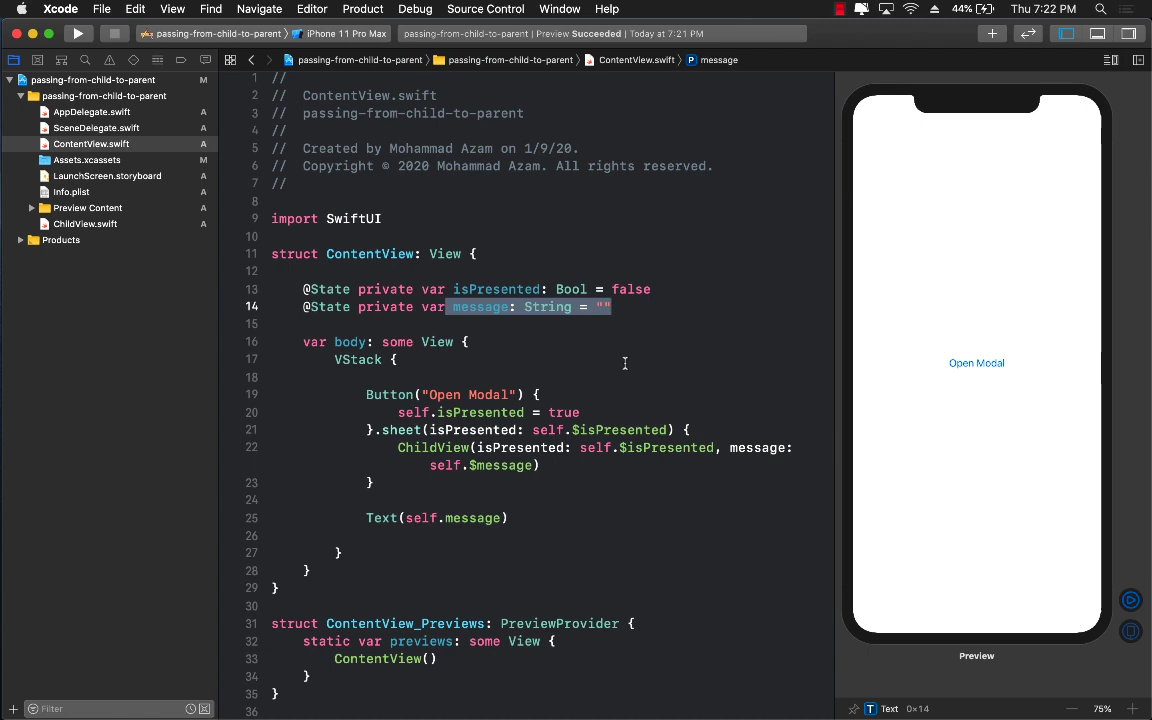 Xcode File Edit View Find Navigate Editor Product Debug Source Control Window Help 44% Thu 7:22 PM
passing-from-child-to-parent iPhone 11 Pro Max passing-from-child-to-parent | Preview Succeeded | Today at 7:21 PM
passing-from-child-to-parent passing-from-child-to-parent ContentView.swift P message
passing-from-child-to-parent M
passing-from-child-to-parent
AppDelegate.swift A
SceneDelegate.swift A
ContentView.swift A
Assets.xcassets M
LaunchScreen.storyboard A
Info.plist A
Preview Content A
ChildView.swift A
Products
1 //
2 // ContentView.swift
3 // passing-from-child-to-parent
4 //
5 // Created by Mohammad Azam on 1/9/20.
6 // Copyright © 2020 Mohammad Azam. All rights reserved.
7 //
8
9 import SwiftUI
10
11 struct ContentView: View {
12
13 @State private var isPresented: Bool = false
14 @State private var message: String = ""
15
16 var body: some View {
17 VStack {
18
19 Button("Open Modal") {
20 self.isPresented = true
21 }.sheet(isPresented: self.$isPresented) {
22 ChildView(isPresented: self.$isPresented, message:
self.$message)
23 }
24
25 Text(self.message)
26
27 }
28 }
29 }
30
31 struct ContentView_Previews: PreviewProvider {
32 static var previews: some View {
33 ContentView()
34 }
35 }
36
Open Modal
Preview
Filter
T Text 0×14 75%